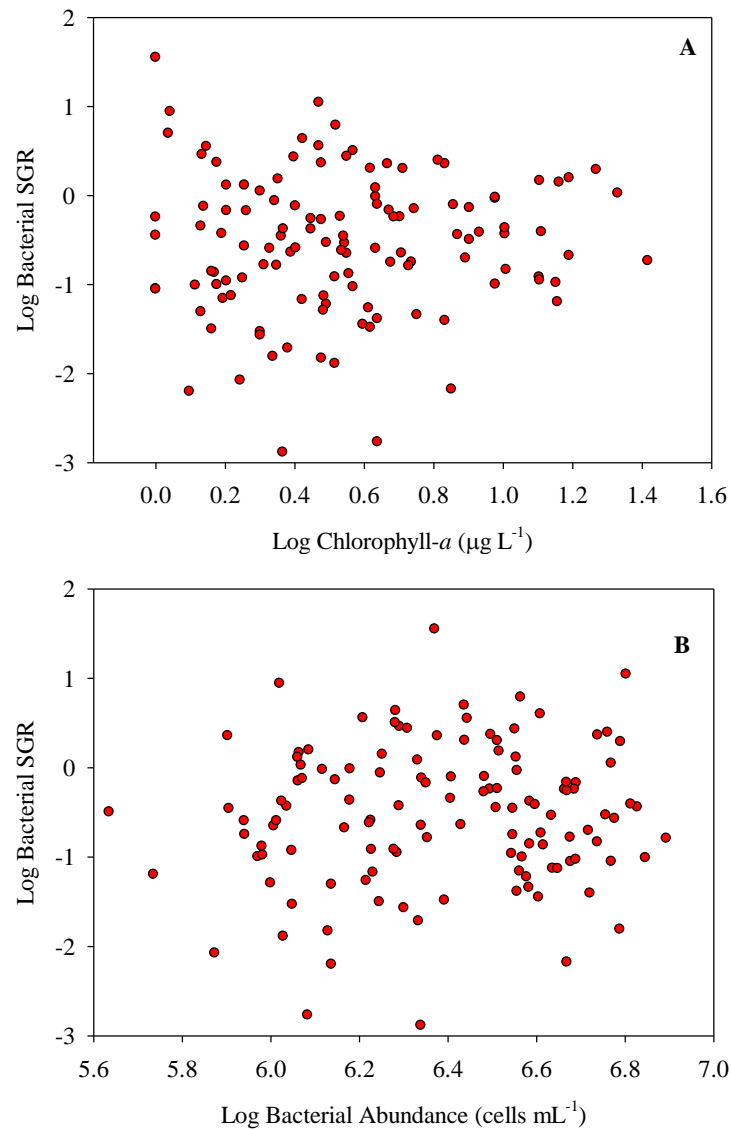 2
A
1
0
-1
-2
-3
Log Bacterial SGR
0.0 0.2 0.4 0.6 0.8 1.0 1.2 1.4 1.6
Log Chlorophyll-a (μg L-1)
2
B
1
0
-1
-2
-3
Log Bacterial SGR
5.6 5.8 6.0 6.2 6.4 6.6 6.8 7.0
Log Bacterial Abundance (cells mL-1)